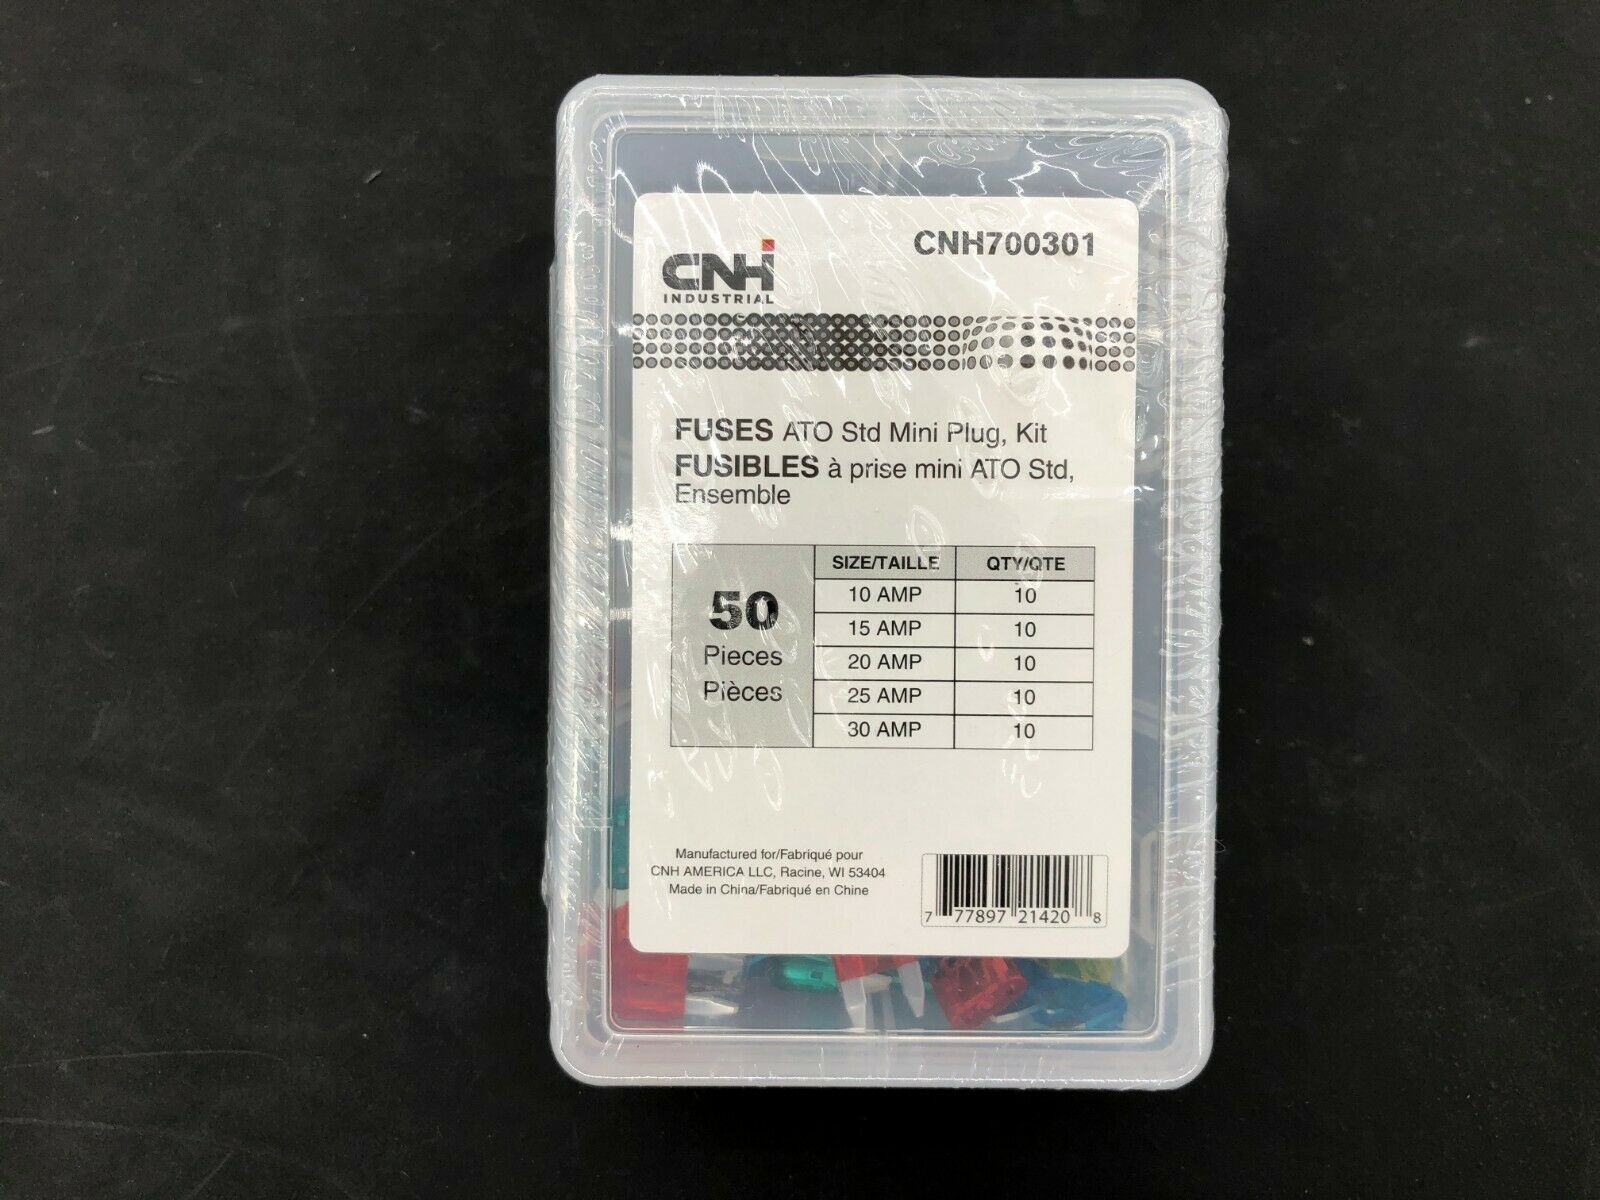 CNH
INDUSTRIAL
CNH700301
FUSES ATO Std Mini Plug, Kit
FUSIBLES à prise mini ATO Std,
Ensemble
50
Pieces
Pièces
SIZE/TAILLE QTY/QTE
10 AMP 10
15 AMP 10
20 AMP 10
25 AMP 10
30 AMP 10
Manufactured for/Fabriqué pour
CNH AMERICA LLC, Racine, WI 53404
Made in China/Fabriqué en Chine
7 77897 21420 8